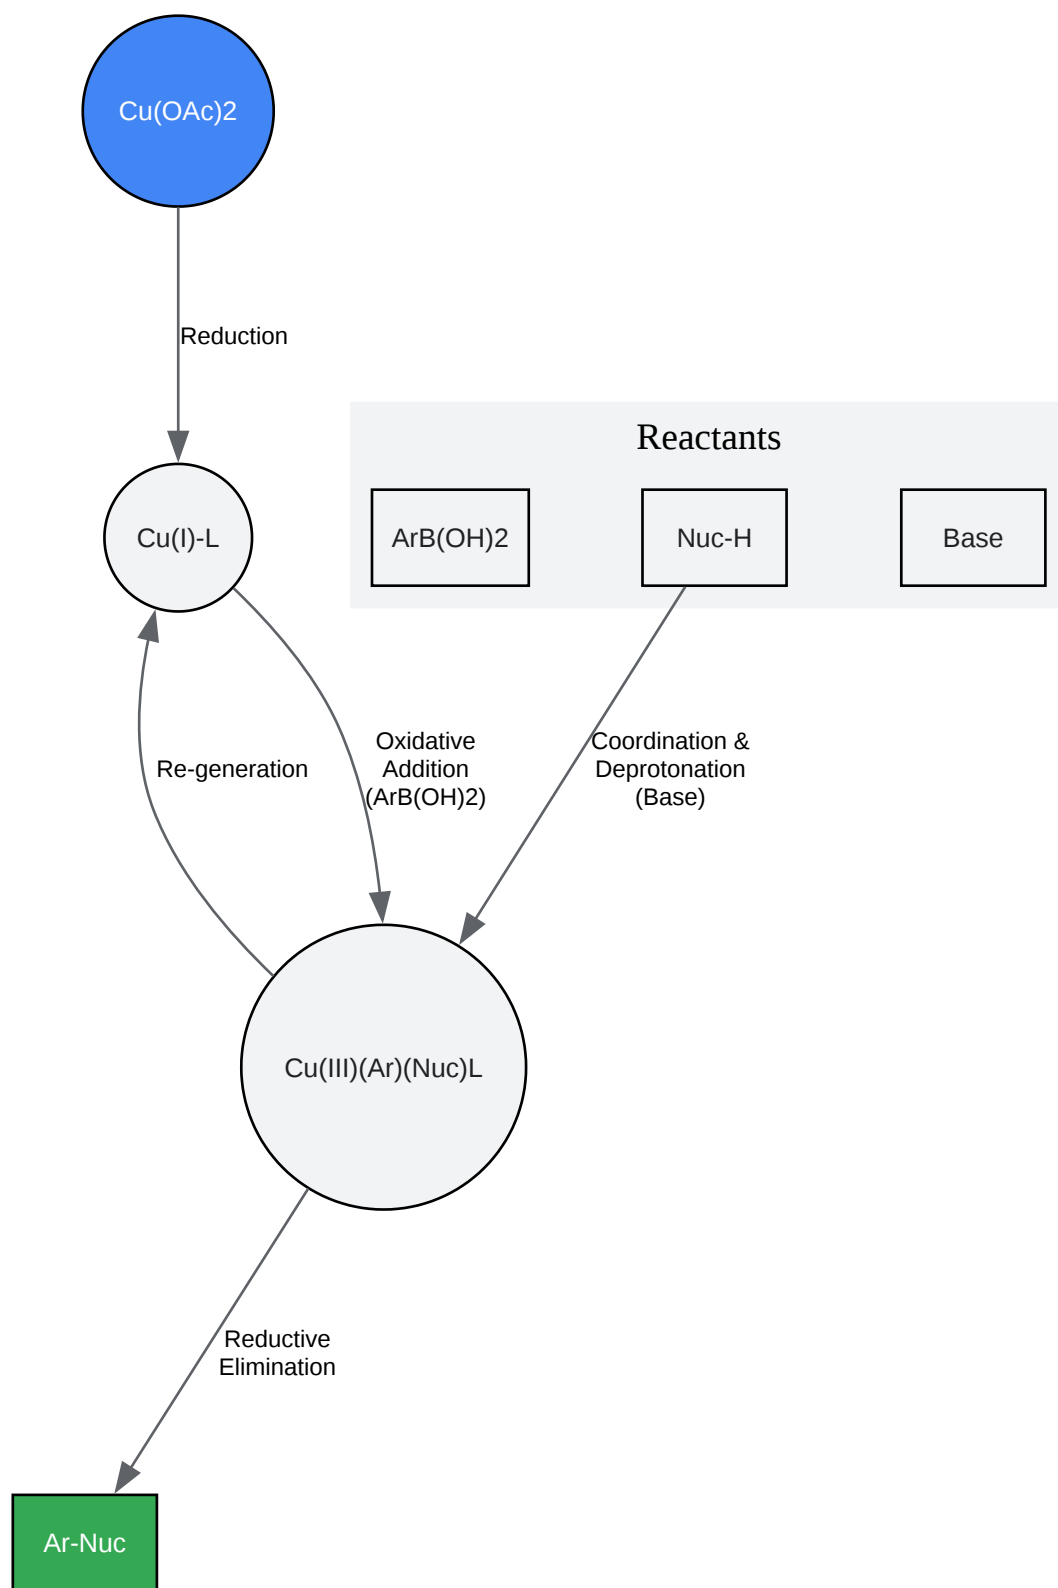 Cu(OAc)2
Reduction
Reactants
Cu(I)-L
ArB(OH)2
Nuc-H
Base
Re-generation
Oxidative
Addition
(ArB(OH)2)
Coordination &
Deprotonation
(Base)
Cu(III)(Ar)(Nuc)L
Reductive
Elimination
Ar-Nuc